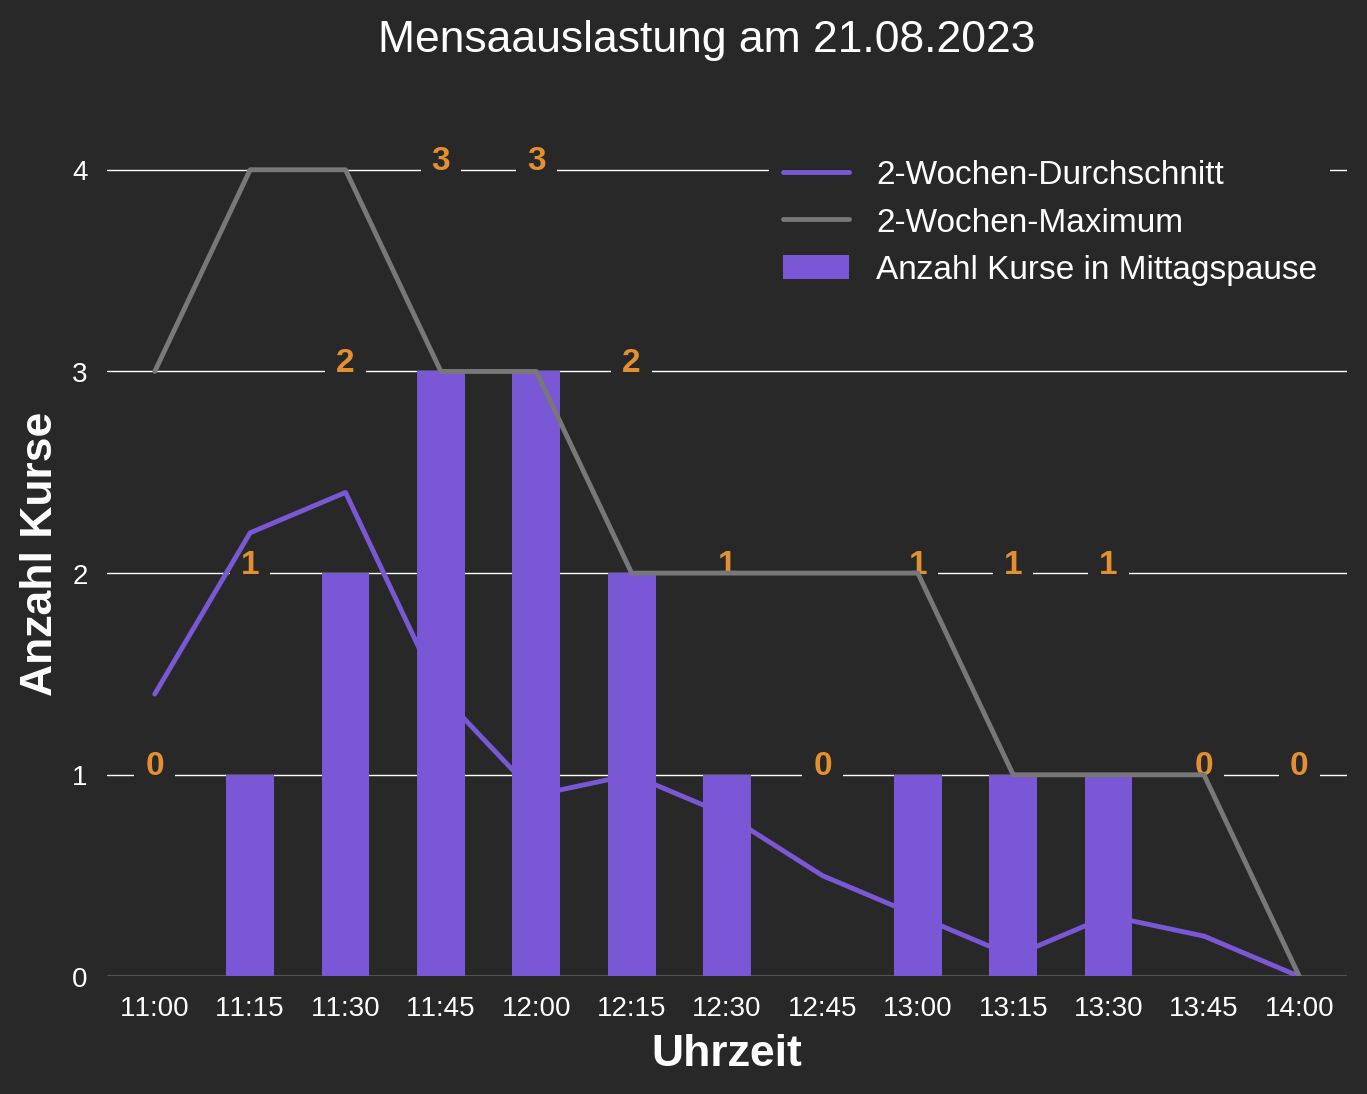 Mensaauslastung am 21.08.2023
4
3
3
2-Wochen-Durchschnitt
2-Wochen-Maximum
Anzahl Kurse in Mittagspause
3
2
2
2
1
1
1
1
1
1
0
0
0
0
0
Anzahl Kurse
11:00 11:15 11:30 11:45 12:00 12:15 12:30 12:45 13:00 13:15 13:30 13:45 14:00
Uhrzeit